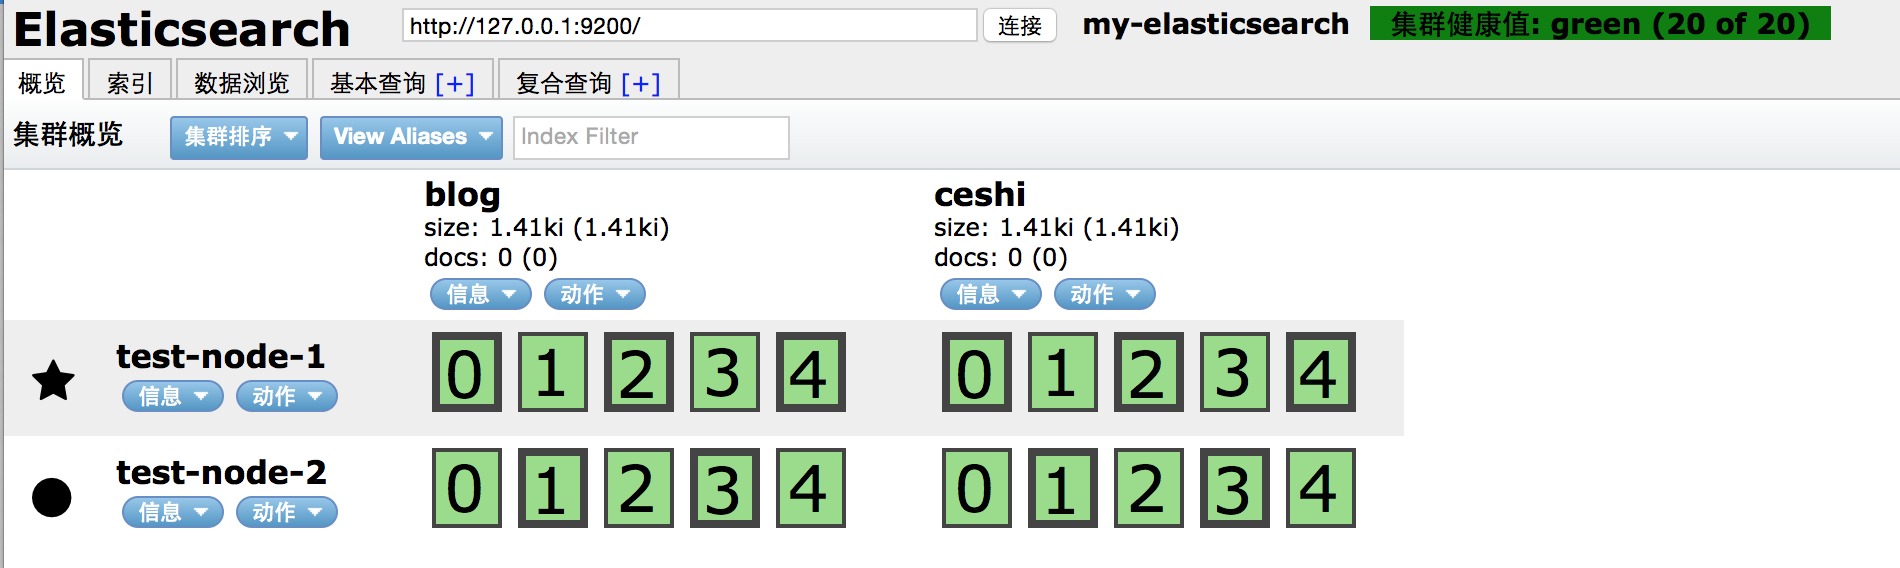 Elasticsearch http://127.0.0.1:9200/ 连接 my-elasticsearch 集群健康值: green (20 of 20)
概览 索引 数据浏览 基本查询 [+] 复合查询 [+]
集群概览 集群排序 View Aliases Index Filter
blog ceshi
size: 1.41ki (1.41ki) size: 1.41ki (1.41ki)
docs: 0 (0) docs: 0 (0)
信息 动作 信息 动作
test-node-1 0 1 2 3 4 0 1 2 3 4
信息 动作
test-node-2 0 1 2 3 4 0 1 2 3 4
信息 动作